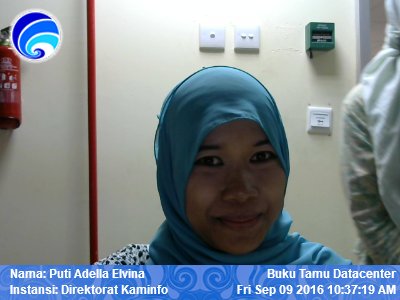 Nama: Puti Adella Elvina
Buku Tamu Datacenter
Instansi: Direktorat Kaminfo
Fri Sep 09 2016 10:37:19 AM